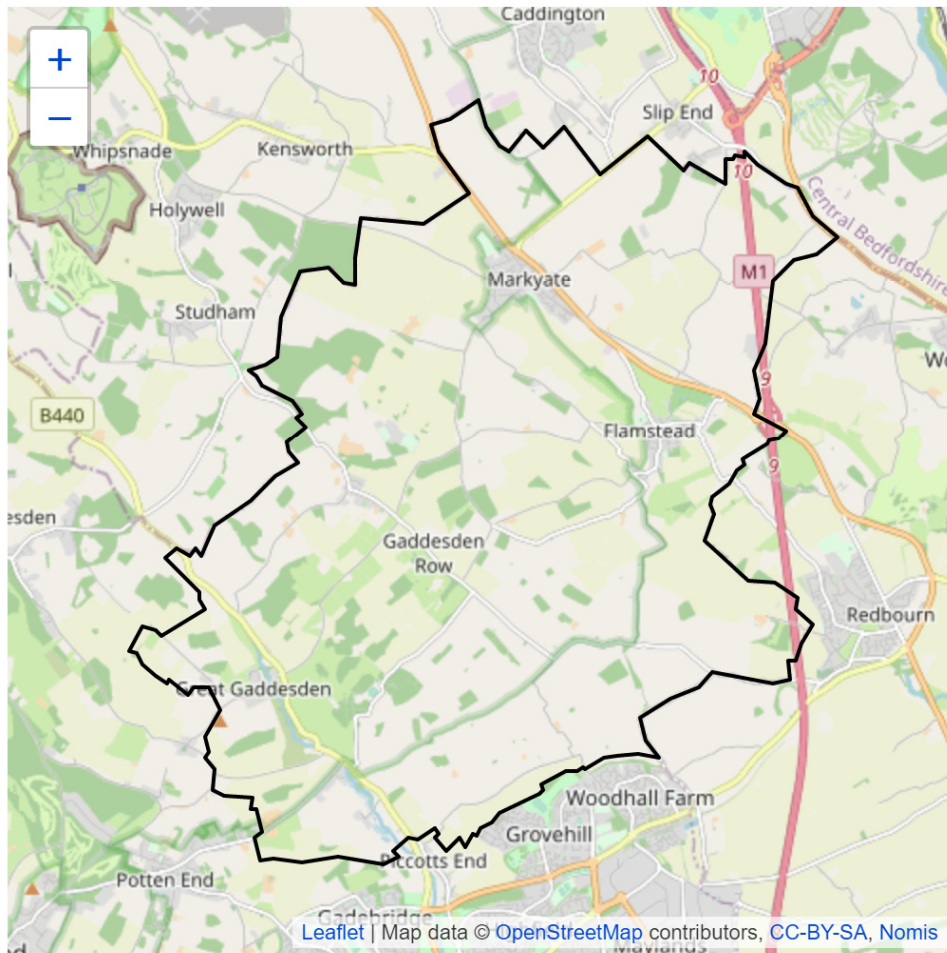 Caddington
+
10
Slip End
−
Whipsnade
Kensworth
10
Holywell
Central Bedfordshire
Markyate
M1
Studham
9
B440
Flamstead
9
esden
Gaddesden
Row
Redbourn
Great Gaddesden
Woodhall Farm
Grovehill
Piccotts End
Potten End
Gadebridge
Leaflet | Map data © OpenStreetMap contributors, CC-BY-SA, Nomis
Maylands